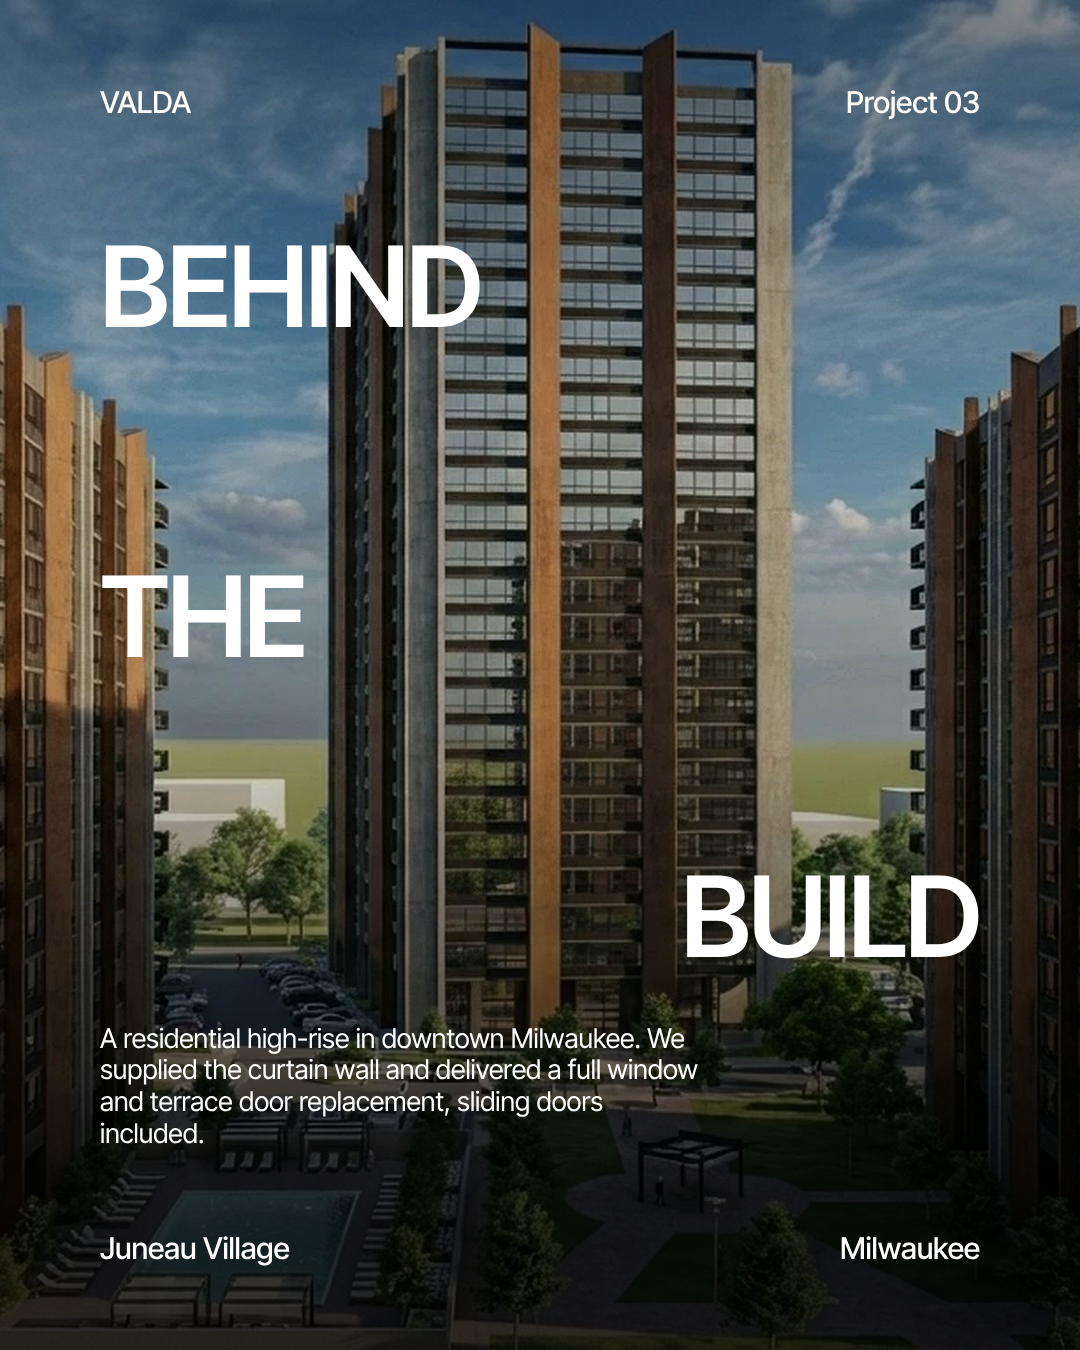 VALDA
Project 03
BEHIND
THE
BUILD
A residential high-rise in downtown Milwaukee. We
supplied the curtain wall and delivered a full window
and terrace door replacement, sliding doors
included.
Juneau Village
Milwaukee